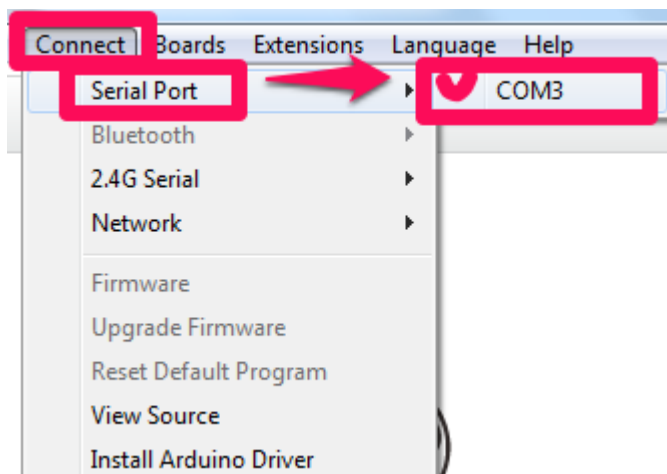 Connect Boards Extensions Language Help
Serial Port COM3
Bluetooth
2.4G Serial
Network
Firmware
Upgrade Firmware
Reset Default Program
View Source
Install Arduino Driver